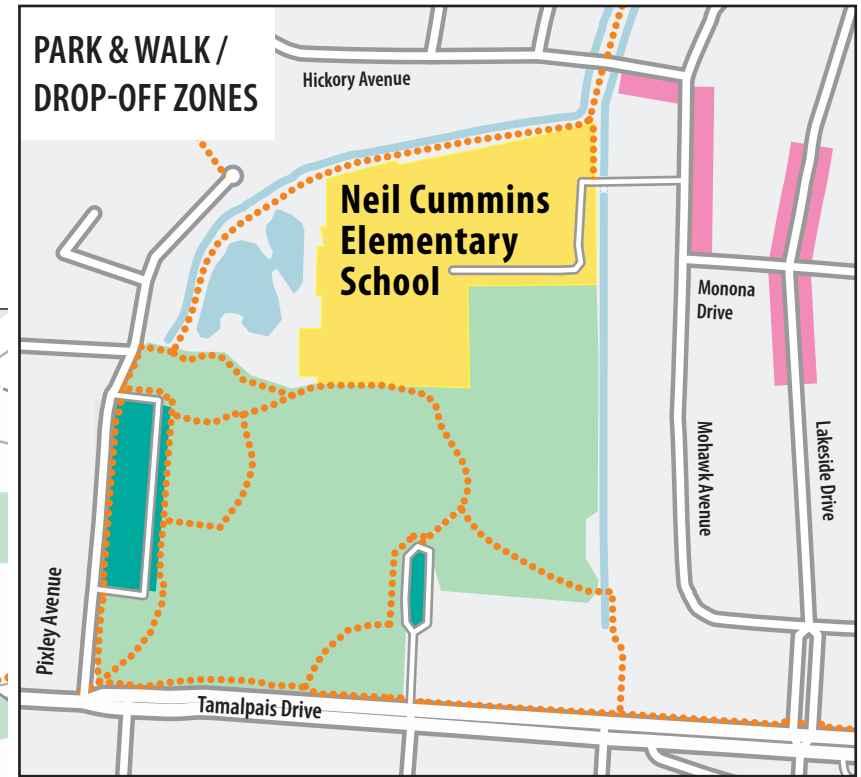 PARK & WALK /
DROP-OFF ZONES
Hickory Avenue
Neil Cummins
Elementary
School
Monona
Drive
Mohawk Avenue
Lakeside Drive
Pixley Avenue
Tamalpais Drive